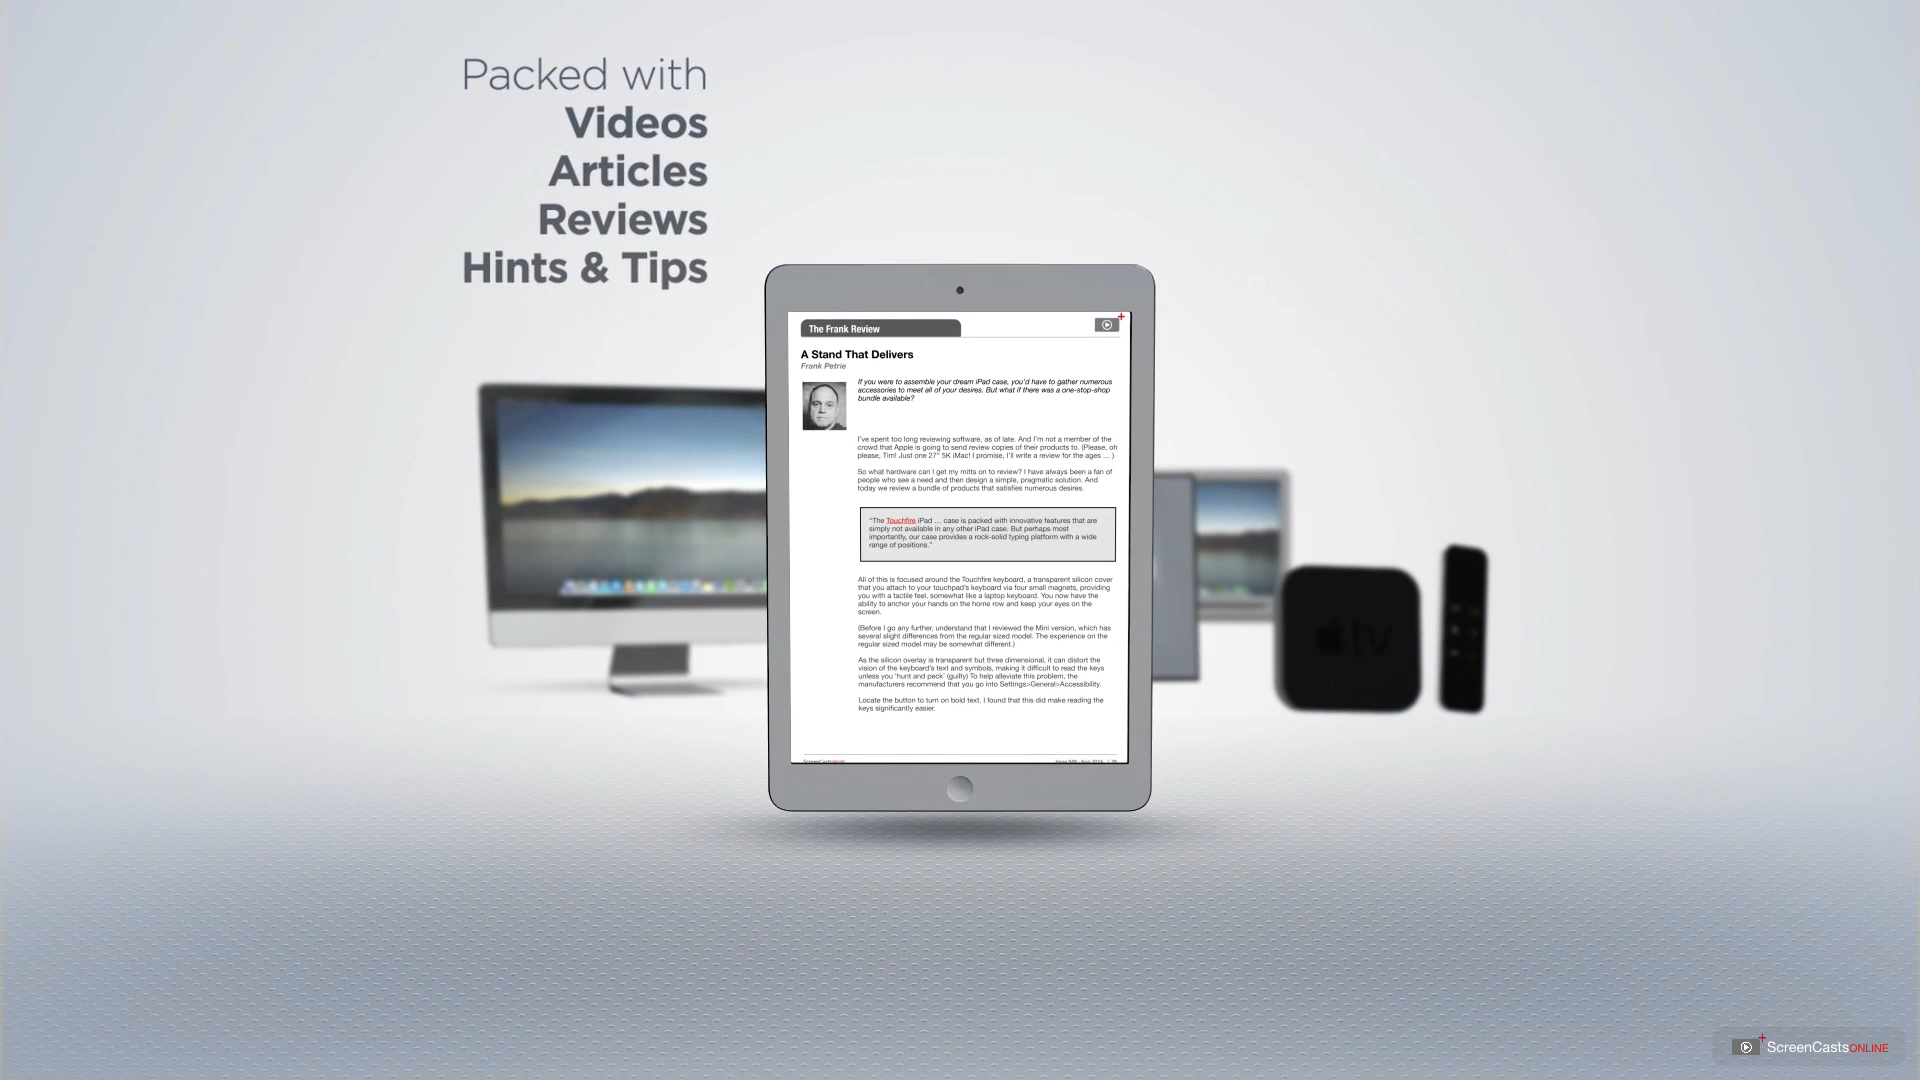 Packed with
Videos
Articles
Reviews
Hints & Tips
The Frank Review
A Stand That Delivers
Frank Petrie
If you were to assemble your dream iPad case, you'd have to gather numerous
accessories to meet all of your desires. But what if there was a one-stop-shop
bundle available?
I've spent too long reviewing software, as of late. And I'm not a member of the
crowd that Apple is going to send review copies of their products to. (Please, oh
please, Tim! Just one 27" 5K iMac! I promise, I'll write a review for the ages ... )
So what hardware can I get my mitts on to review? I have always been a fan of
people who see a need and then design a simple, pragmatic solution. And
today we review a bundle of products that satisfies numerous desires.
"The Touchfire iPad ... case is packed with innovative features that are
simply not available in any other iPad case. But perhaps most
importantly, our case provides a rock-solid typing platform with a wide
range of positions."
All of this is focused around the Touchfire keyboard, a transparent silicon cover
that you attach to your touchpad's keyboard via four small magnets, providing
you with a tactile feel, somewhat like a laptop keyboard. You now have the
ability to anchor your hands on the home row and keep your eyes on the
screen.
(Before I go any further, understand that I reviewed the Mini version, which has
several slight differences from the regular sized model. The experience on the
regular sized model may be somewhat different.)
As the silicon overlay is transparent but three dimensional, it can distort the
vision of the keyboard's text and symbols, making it difficult to read the keys
unless you 'hunt and peck' (guilty) To help alleviate this problem, the
manufacturers recommend that you go into Settings>General>Accessibility.
Locate the button to turn on bold text. I found that this did make reading the
keys significantly easier.
tv
ScreenCastsONLINE